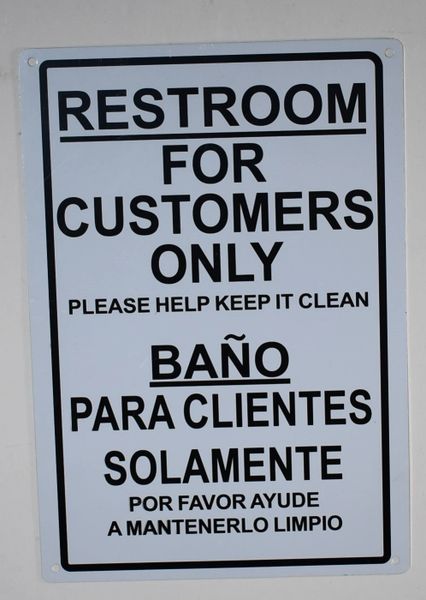 RESTROOM
FOR
CUSTOMERS
ONLY
PLEASE HELP KEEP IT CLEAN
BAÑO
PARA CLIENTES
SOLAMENTE
POR FAVOR AYUDE
A MANTENERLO LIMPIO